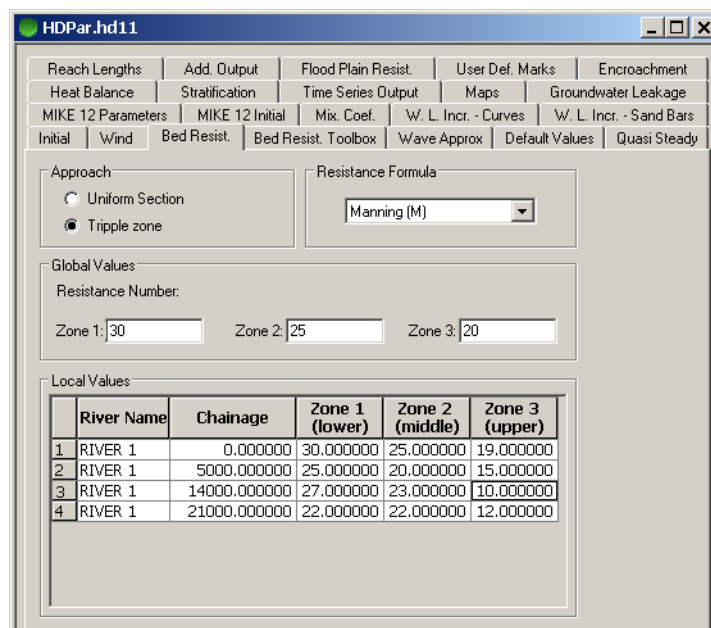 HDPar.hd11
Reach Lengths Add. Output Flood Plain Resist. User Def. Marks Encroachment
Heat Balance Stratification Time Series Output Maps Groundwater Leakage
MIKE 12 Parameters MIKE 12 Initial Mix. Coef. W. L. Incr. - Curves W. L. Incr. - Sand Bars
Initial Wind Bed Resist. Bed Resist. Toolbox Wave Approx Default Values Quasi Steady
Approach Resistance Formula
Uniform Section
Tripple zone
Manning (M)
Global Values
Resistance Number:
Zone 1: 30 Zone 2: 25 Zone 3: 20
Local Values
River Name Chainage Zone 1 (lower) Zone 2 (middle) Zone 3 (upper)
1 RIVER 1 0.000000 30.000000 25.000000 19.000000
2 RIVER 1 5000.000000 25.000000 20.000000 15.000000
3 RIVER 1 14000.000000 27.000000 23.000000 10.000000
4 RIVER 1 21000.000000 22.000000 22.000000 12.000000